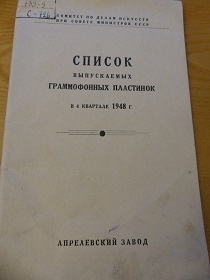 КОМИТЕТ ПО ДЕЛАМ ИСКУССТВ
ПРИ СОВЕТЕ МИНИСТРОВ СССР
СПИСОК
ВЫПУСКАЕМЫХ
ГРАММОФОННЫХ ПЛАСТИНОК
В 4 КВАРТАЛЕ 1948 Г.
АПРЕЛЕВСКИЙ ЗАВОД